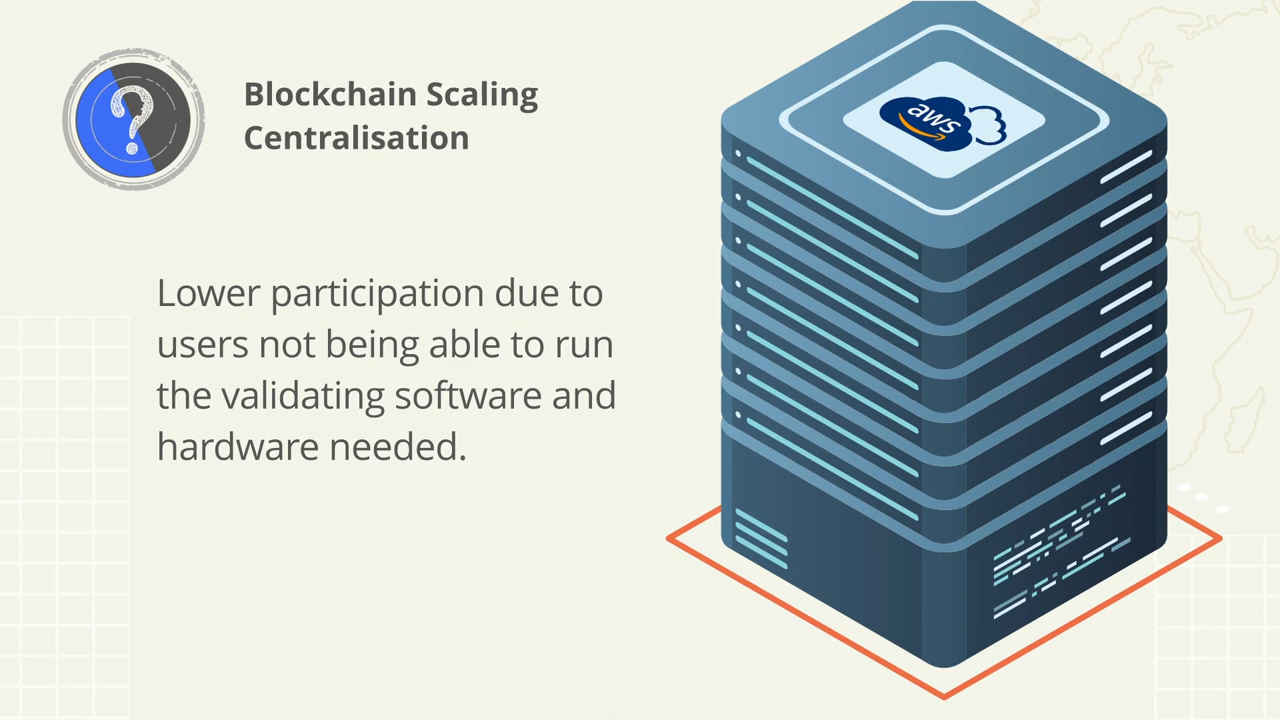 Blockchain Scaling
Centralisation
Lower participation due to
users not being able to run
the validating software and
hardware needed.
aws